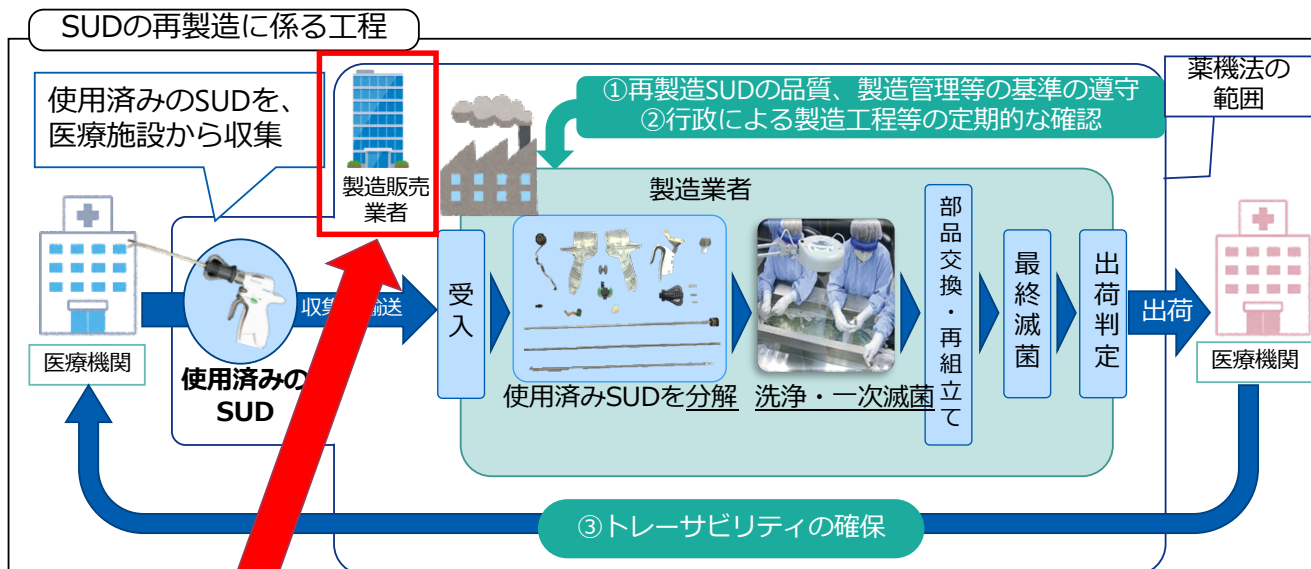 SUDの再製造に係る工程
使用済みのSUDを、
医療施設から収集
製造販売
業者
①再製造SUDの品質、製造管理等の基準の遵守
②行政による製造工程等の定期的な確認
薬機法の
範囲
製造業者
医療機関
収集
輸送
使用済みの
SUD
受入
使用済みSUDを分解
洗浄・一次滅菌
部品交換・再組立て
最終滅菌
出荷判定
出荷
医療機関
③トレーサビリティの確保